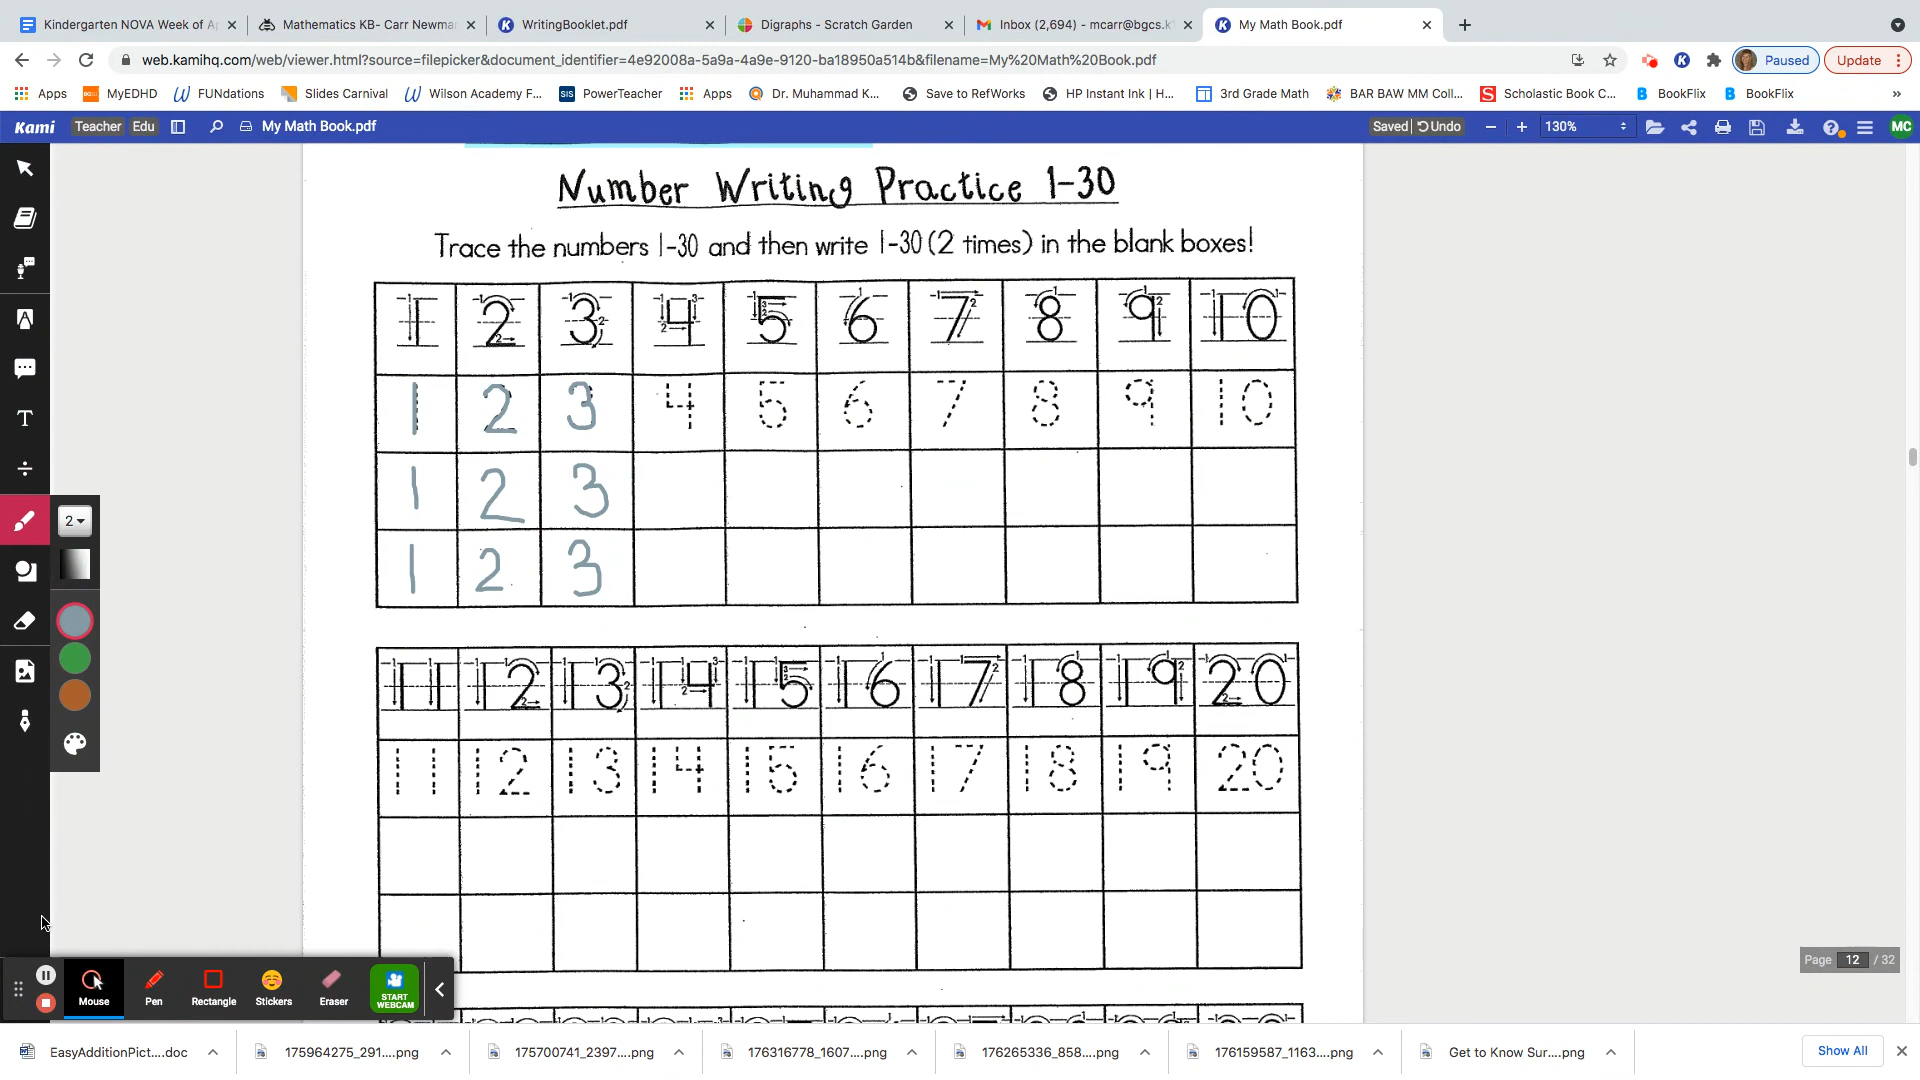 Kindergarten NOVA Week of Ap
Mathematics KB- Carr Newman
WritingBooklet.pdf
Digraphs - Scratch Garden
Inbox (2,694) - mcarr@bgcs.k1
My Math Book.pdf
web.kamihq.com/web/viewer.html?source=filepicker&document_identifier=4e92008a-5a9a-4a9e-9120-ba18950a514b&filename=My%20Math%20Book.pdf
Paused
Update
Apps
MyEDHD
FUNdations
Slides Carnival
Wilson Academy F...
SIS
PowerTeacher
Apps
Dr. Muhammad K...
Save to RefWorks
HP Instant Ink | H...
3rd Grade Math
BAR BAW MM Coll...
Scholastic Book C...
BookFlix
BookFlix
»
Kami
Teacher
Edu
My Math Book.pdf
Saved
Undo
130%
MC
Number Writing Practice 1-30
Trace the numbers 1-30 and then write 1-30 (2 times) in the blank boxes!
1 2 3 4 5 6 7 8 9 10
1 2 3 4 5 6 7 8 9 10
1 2 3
1 2 3
11 12 13 14 15 16 17 18 19 20
11 12 13 14 15 16 17 18 19 20
2
Page 12 / 32
Mouse
Pen
Rectangle
Stickers
Eraser
START
WEBCAM
EasyAdditionPict....doc
175964275_291....png
175700741_2397....png
176316778_1607....png
176265336_858....png
176159587_1163....png
Get to Know Sur....png
Show All